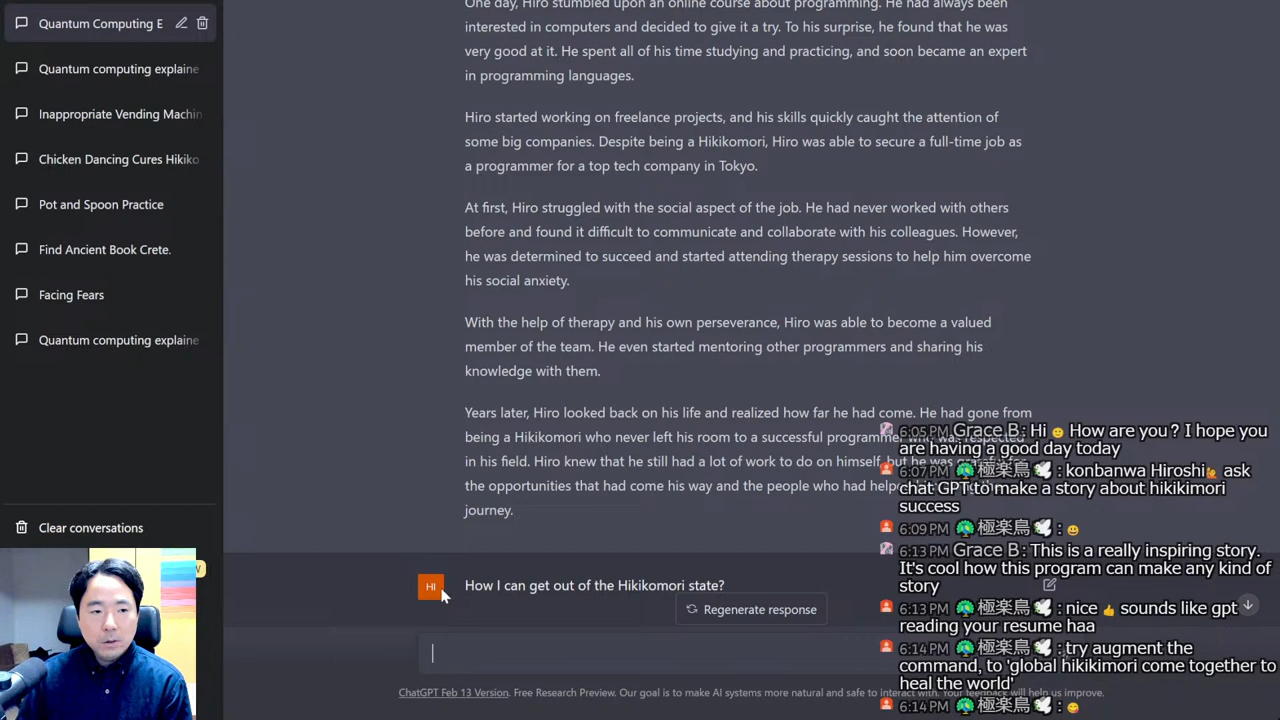 Quantum Computing E
Quantum computing explaine
Inappropriate Vending Machin
Chicken Dancing Cures Hikiko
Pot and Spoon Practice
Find Ancient Book Crete.
Facing Fears
Quantum computing explaine
Clear conversations
One day, Hiro stumbled upon an online course about programming. He had always been
interested in computers and decided to give it a try. To his surprise, he found that he was
very good at it. He spent all of his time studying and practicing, and soon became an expert
in programming languages.
Hiro started working on freelance projects, and his skills quickly caught the attention of
some big companies. Despite being a Hikikomori, Hiro was able to secure a full-time job as
a programmer for a top tech company in Tokyo.
At first, Hiro struggled with the social aspect of the job. He had never worked with others
before and found it difficult to communicate and collaborate with his colleagues. However,
he was determined to succeed and started attending therapy sessions to help him overcome
his social anxiety.
With the help of therapy and his own perseverance, Hiro was able to become a valued
member of the team. He even started mentoring other programmers and sharing his
knowledge with them.
Years later, Hiro looked back on his life and realized how far he had come. He had gone from
being a Hikikomori who never left his room to a successful programmer who was respected
in his field. Hiro knew that he still had a lot of work to do on himself, but he was
the opportunities that had come his way and the people who had
journey.
HI
How I can get out of the Hikikomori state?
Regenerate response
ChatGPT Feb 13 Version. Free Research Preview. Our goal is to make AI systems more natural and safe to interact with. Your feedback will help us improve.
6:05 PM Grace B : Hi 🙂 How are you ? I hope you
are having a good day today
6:07 PM 🦚極楽鳥🕊 : konbanwa Hiroshi🙋 ask
chat GPT to make a story about hikikimori
success
6:09 PM 🦚極楽鳥🕊 : 😀
6:13 PM Grace B : This is a really inspiring story.
It's cool how this program can make any kind of
story
6:13 PM 🦚極楽鳥🕊 : nice 👍 sounds like gpt
reading your resume haa
6:14 PM 🦚極楽鳥🕊 : try augment the
command, to 'global hikikimori come together to
heal the world'
6:14 PM 🦚極楽鳥🕊 : 😋